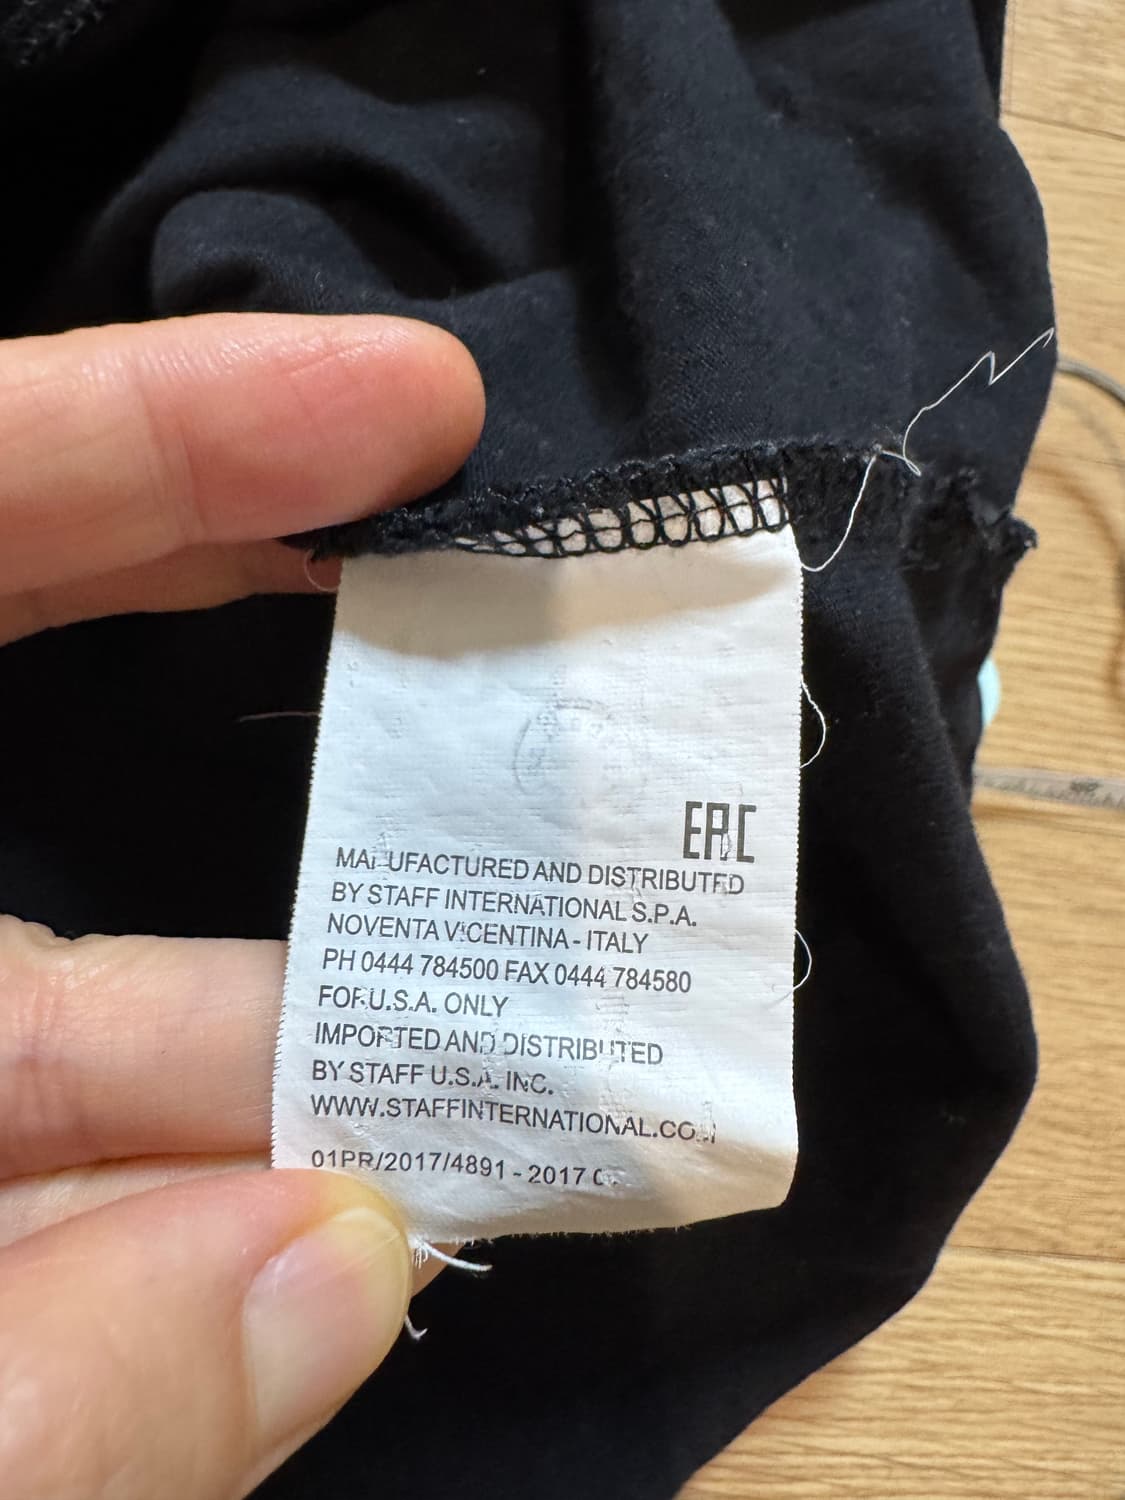 EAC
MANUFACTURED AND DISTRIBUTED
BY STAFF INTERNATIONAL S.P.A.
NOVENTA VICENTINA - ITALY
PH 0444 784500 FAX 0444 784580
FOR U.S.A. ONLY
IMPORTED AND DISTRIBUTED
BY STAFF U.S.A. INC.
WWW.STAFFINTERNATIONAL.COM
01PR/2017/4891 - 2017